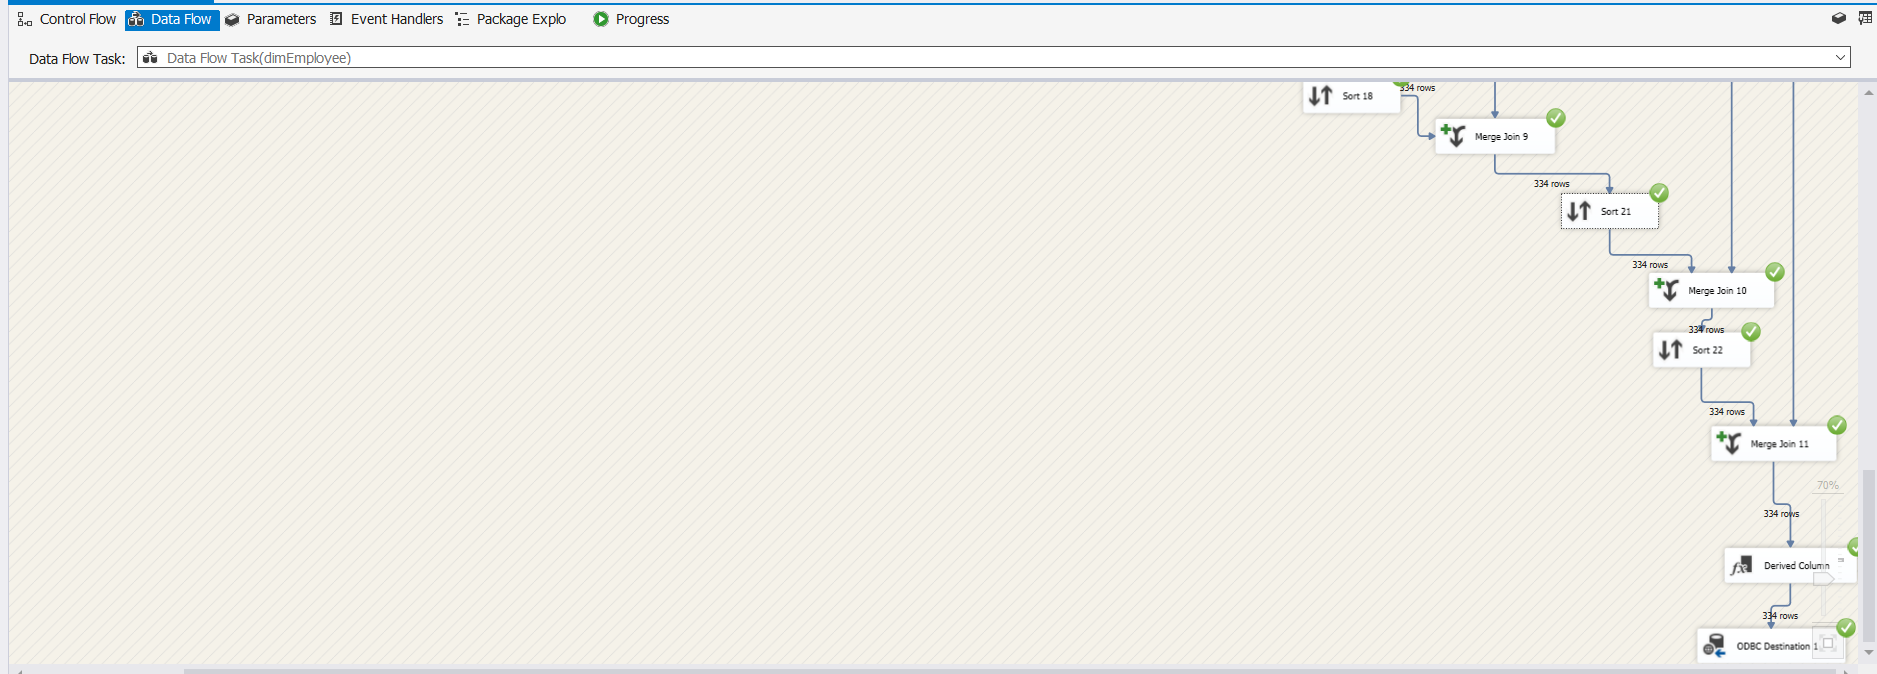 Control Flow Data Flow Parameters Event Handlers Package Explo Progress
Data Flow Task: Data Flow Task(dimEmployee)
334 rows
Sort 18
Merge Join 9
334 rows
Sort 21
334 rows
Merge Join 10
334 rows
Sort 22
334 rows
Merge Join 11
70%
334 rows
Derived Column
334 rows
ODBC Destination 1